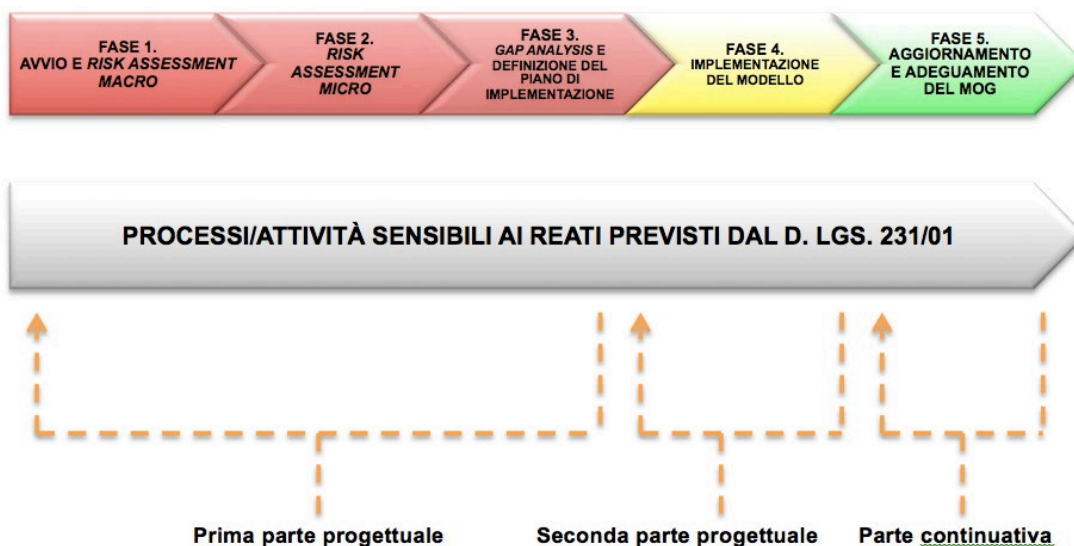 FASE 1.
AVVIO E RISK ASSESSMENT
MACRO
FASE 2.
RISK
ASSESSMENT
MICRO
FASE 3.
GAP ANALYSIS E
DEFINIZIONE DEL
PIANO DI
IMPLEMENTAZIONE
FASE 4.
IMPLEMENTAZIONE
DEL MODELLO
FASE 5.
AGGIORNAMENTO
E ADEGUAMENTO
DEL MOG
PROCESSI/ATTIVITÀ SENSIBILI AI REATI PREVISTI DAL D. LGS. 231/01
Prima parte progettuale
Seconda parte progettuale
Parte continuativa